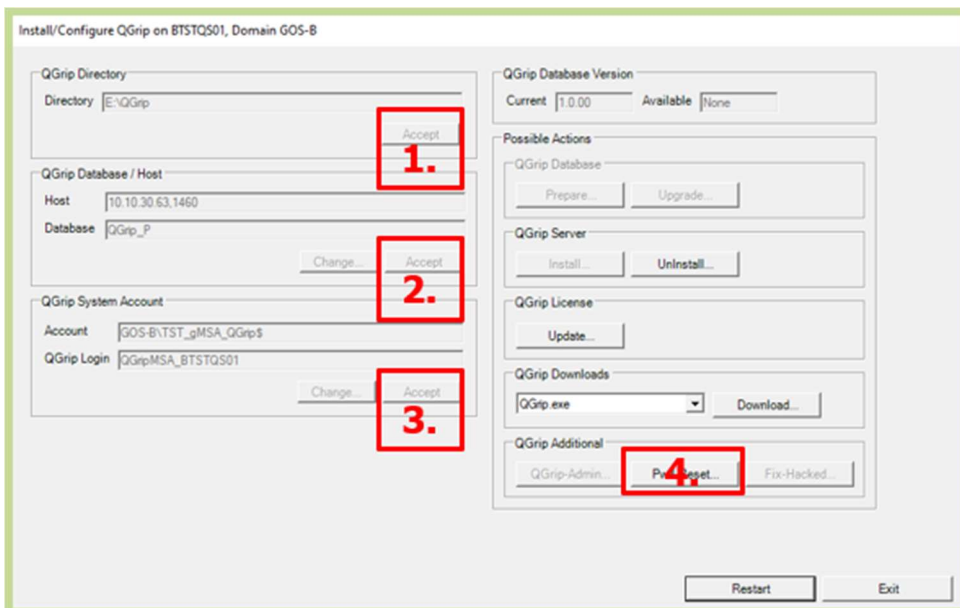 Install/Configure QGrip on BTSTQS01, Domain GOS-B
QGrip Directory
Directory E:\QGrip
Accept
1.
QGrip Database / Host
Host 10.10.30.63,1460
Database QGrip_P
Change... Accept
2.
QGrip System Account
Account GOS-B\TST_gMSA_QGrip$
QGrip Login QGripMSA_BTSTQS01
Change... Accept
3.
QGrip Database Version
Current 1.0.00 Available None
Possible Actions
QGrip Database
Prepare... Upgrade...
QGrip Server
Install... UnInstall...
QGrip License
Update...
QGrip Downloads
QGrip.exe Download...
QGrip Additional
QGrip-Admin... 4. Fix-Hacked...
Restart Exit